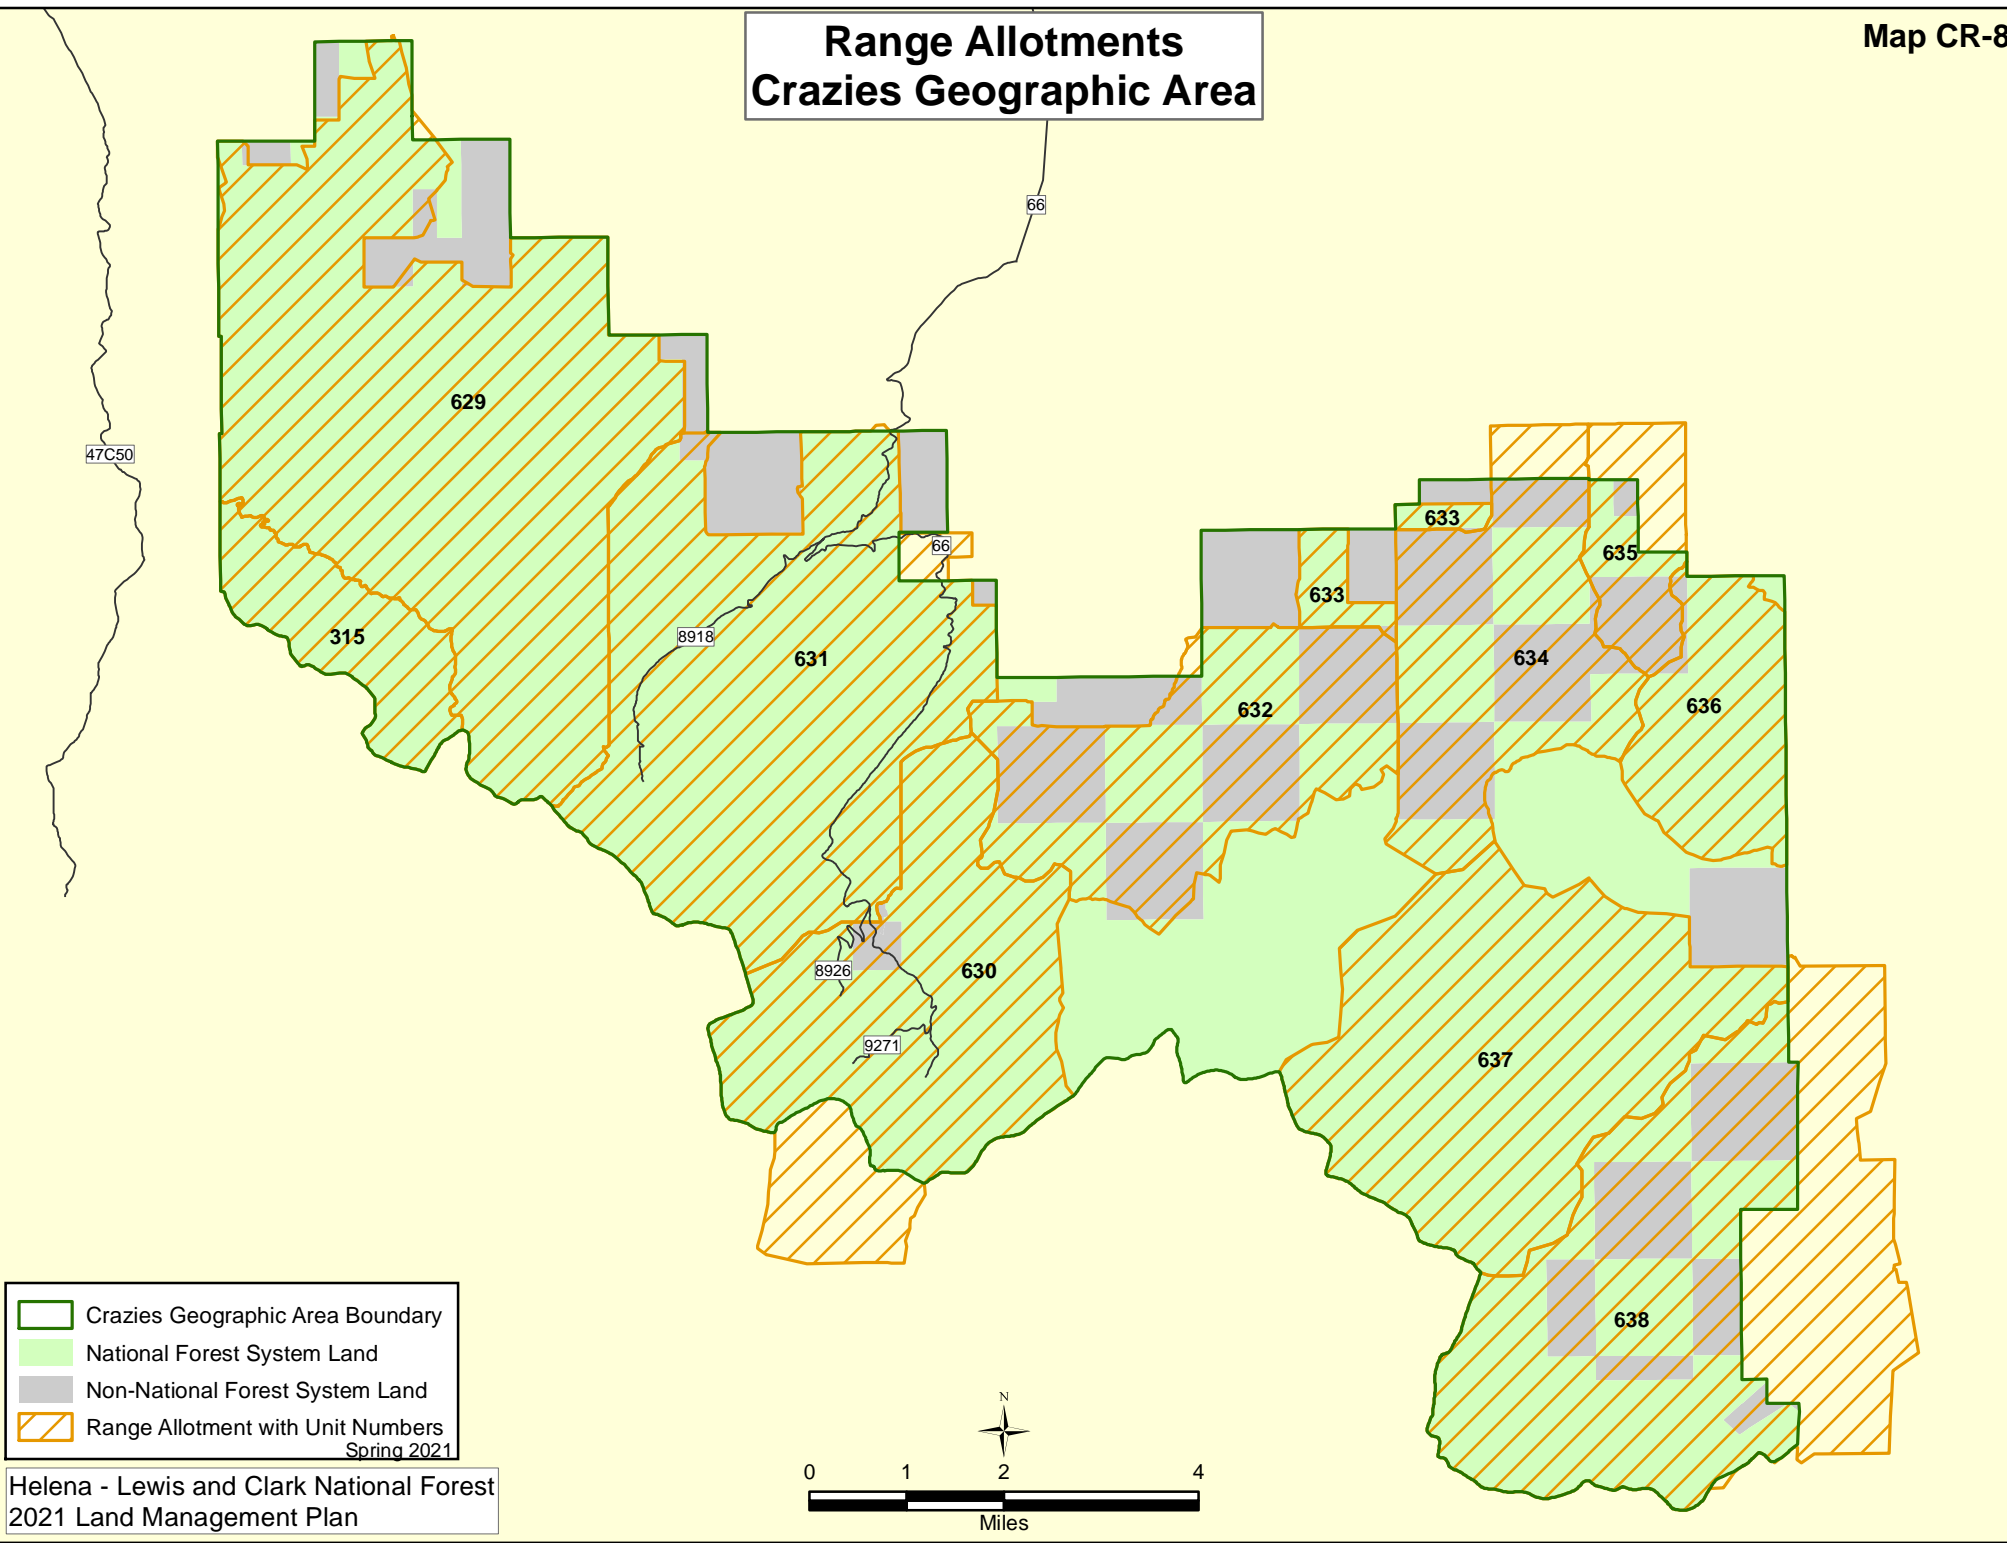 Range Allotments
Crazies Geographic Area
Map CR-8
66
629
47C50
633
66
635
633
315
8918
631
634
636
632
630
8926
9271
637
638
Crazies Geographic Area Boundary
National Forest System Land
Non-National Forest System Land
Range Allotment with Unit Numbers
Spring 2021
Helena - Lewis and Clark National Forest
2021 Land Management Plan
N
0 1 2 4
Miles